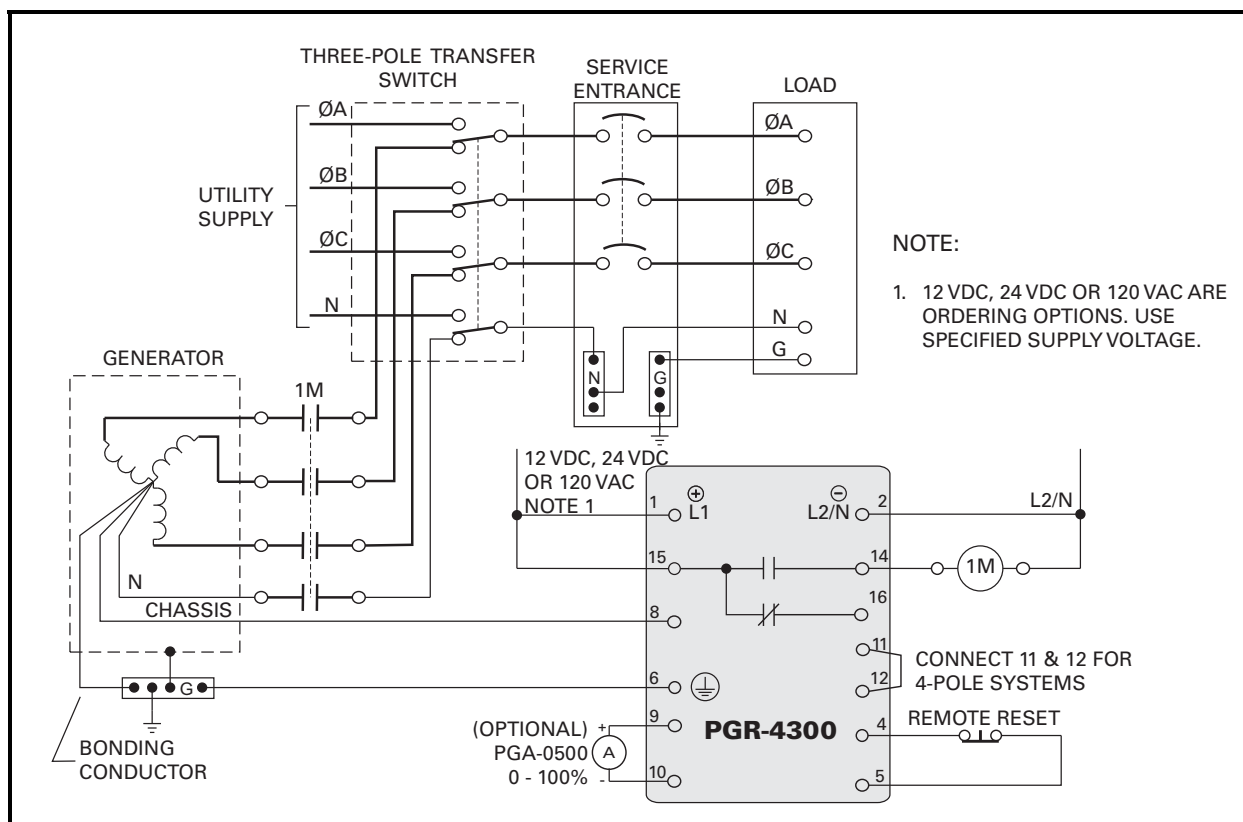 THREE-POLE TRANSFER
SWITCH
SERVICE
ENTRANCE
LOAD
ØA
ØA
ØB
ØB
UTILITY
SUPPLY
ØC
ØC
NOTE:
1. 12 VDC, 24 VDC OR 120 VAC ARE
ORDERING OPTIONS. USE
SPECIFIED SUPPLY VOLTAGE.
N
N
G
N
G
GENERATOR
1M
N
CHASSIS
G
BONDING
CONDUCTOR
12 VDC, 24 VDC
OR 120 VAC
NOTE 1
1
+
L1
-
L2/N
2
L2/N
15
14
1M
16
8
11
12
CONNECT 11 & 12 FOR
4-POLE SYSTEMS
6
PGR-4300
9
(OPTIONAL) +
PGA-0500
A
0 - 100% -
10
4
REMOTE RESET
5